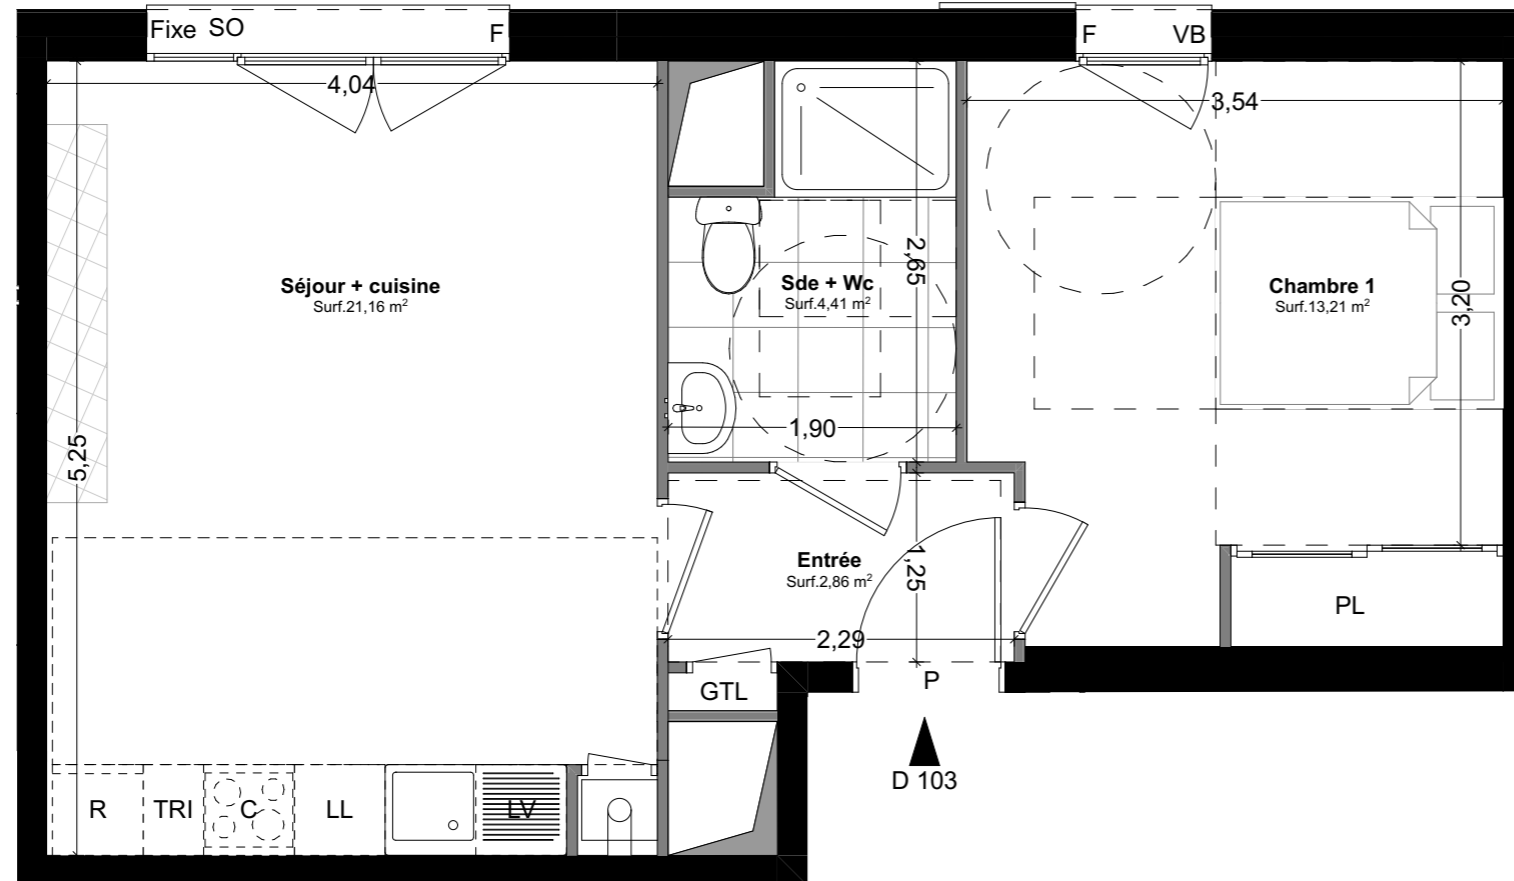 Fixe SO
F
F
VB
4,04
3,54
2,65
Séjour + cuisine
Surf.21,16 m²
Sde + Wc
Surf.4,41 m²
Chambre 1
Surf.13,21 m²
3,20
1,90
5,25
Entrée
Surf.2,86 m²
1,25
PL
2,29
GTL
P
D 103
R
TRI
C
LL
LV